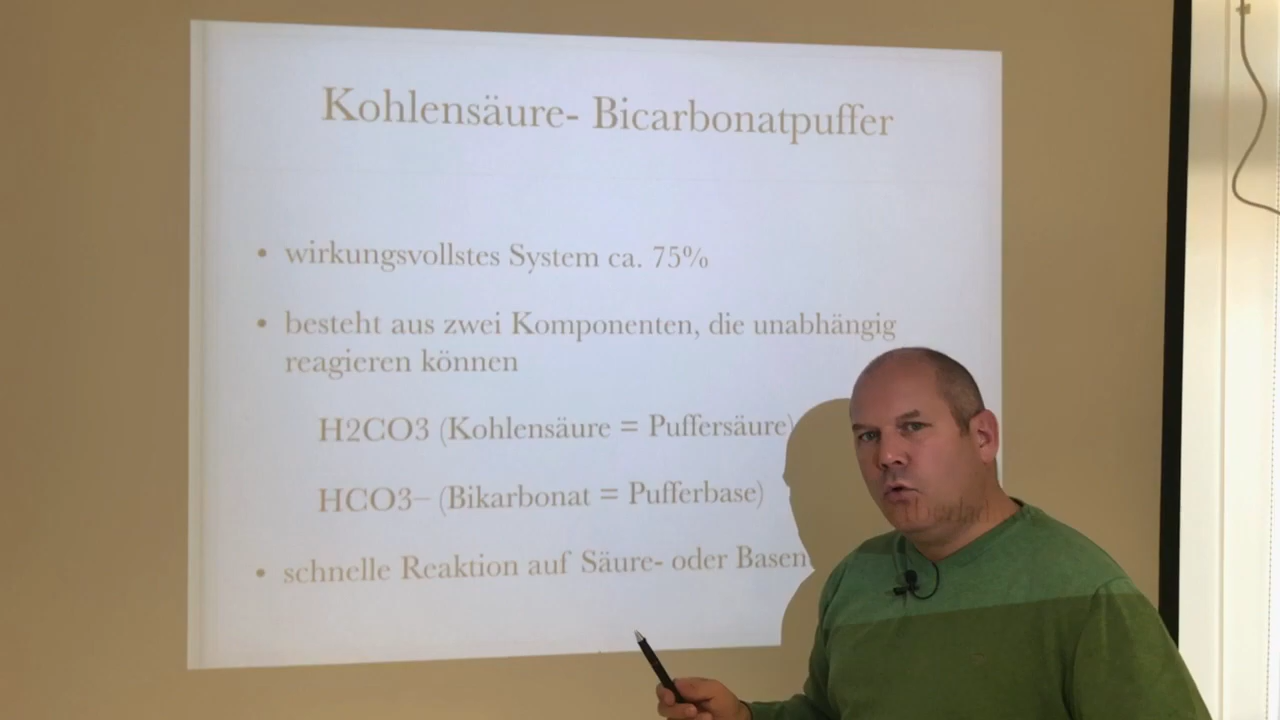 Kohlensäure- Bicarbonatpuffer
• wirkungsvollstes System ca. 75%
• besteht aus zwei Komponenten, die unabhängig
reagieren können
H2CO3 (Kohlensäure = Puffersäure)
HCO3– (Bikarbonat = Pufferbase)
• schnelle Reaktion auf Säure- oder Basen